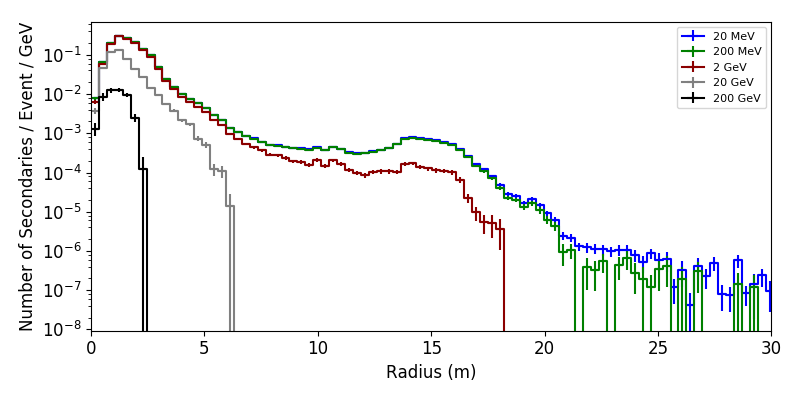 Number of Secondaries / Event / GeV
10⁻¹
10⁻²
10⁻³
10⁻⁴
10⁻⁵
10⁻⁶
10⁻⁷
10⁻⁸
20 MeV
200 MeV
2 GeV
20 GeV
200 GeV
0 5 10 15 20 25 30
Radius (m)